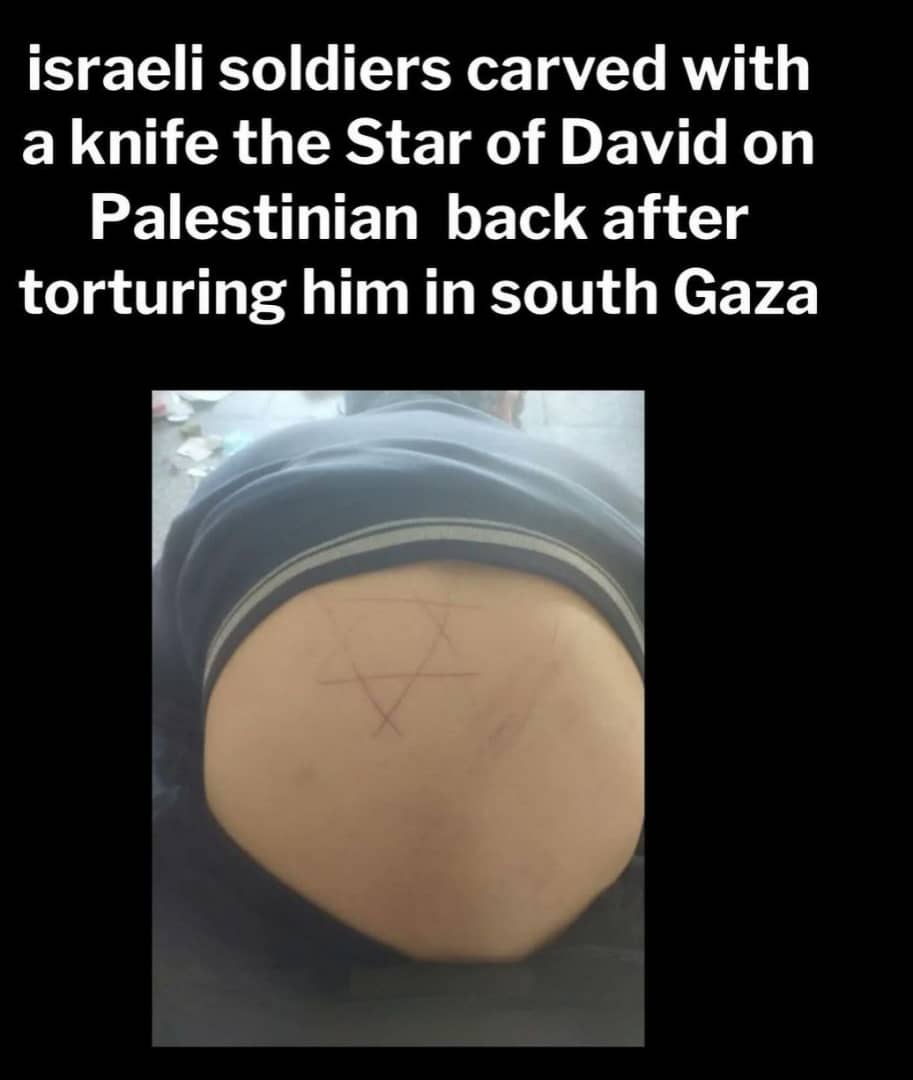 israeli soldiers carved with
a knife the Star of David on
Palestinian back after
torturing him in south Gaza